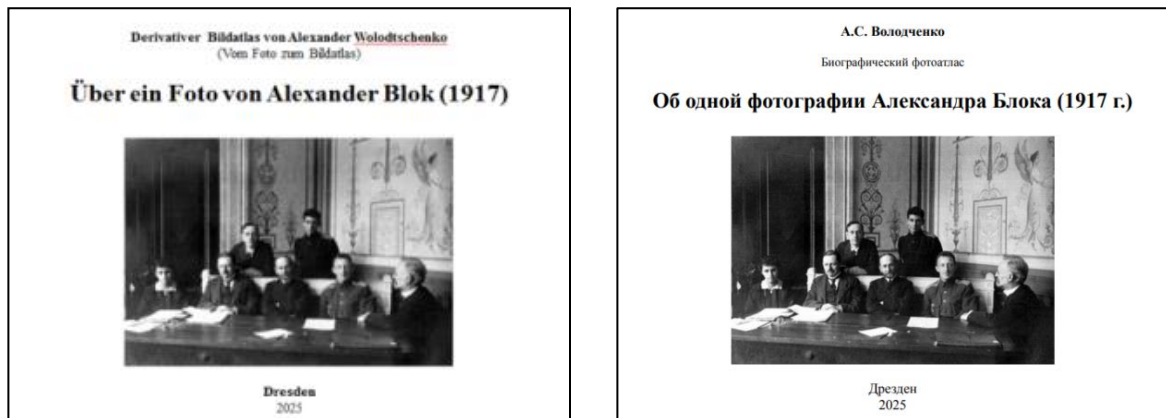 Derivativer Bildatlas von Alexander Wolodtschenko
(Vom Foto zum Bildatlas)
Über ein Foto von Alexander Blok (1917)
Dresden
2025
А.С. Володченко
Биографический фотоатлас
Об одной фотографии Александра Блока (1917 г.)
Дрезден
2025